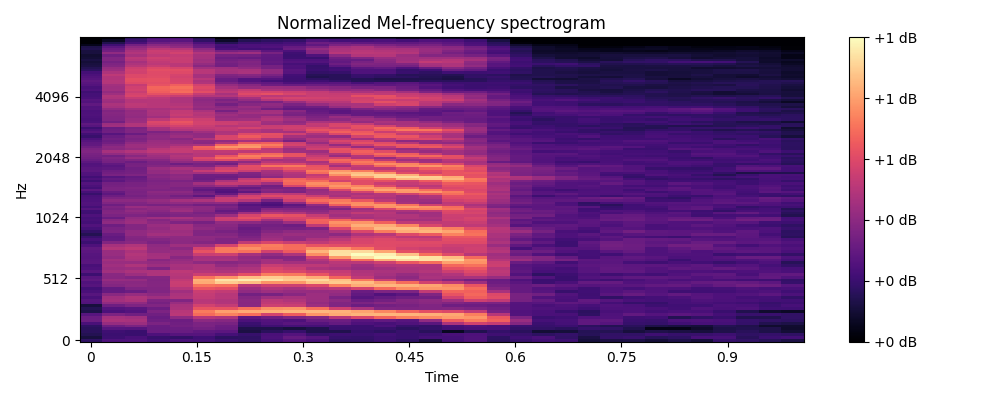 Normalized Mel-frequency spectrogram
Hz
4096
2048
1024
512
0
0 0.15 0.3 0.45 0.6 0.75 0.9
Time
+1 dB
+1 dB
+1 dB
+0 dB
+0 dB
+0 dB